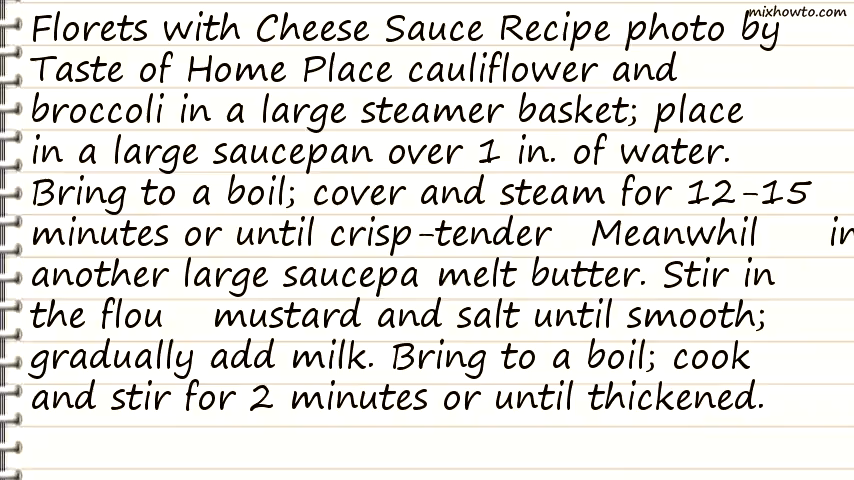 mixhowto.com
Florets with Cheese Sauce Recipe photo by
Taste of Home Place cauliflower and
broccoli in a large steamer basket; place
in a large saucepan over 1 in. of water.
Bring to a boil; cover and steam for 12-15
minutes or until crisp-tender Meanwhil in
another large saucepa melt butter. Stir in
the flou mustard and salt until smooth;
gradually add milk. Bring to a boil; cook
and stir for 2 minutes or until thickened.